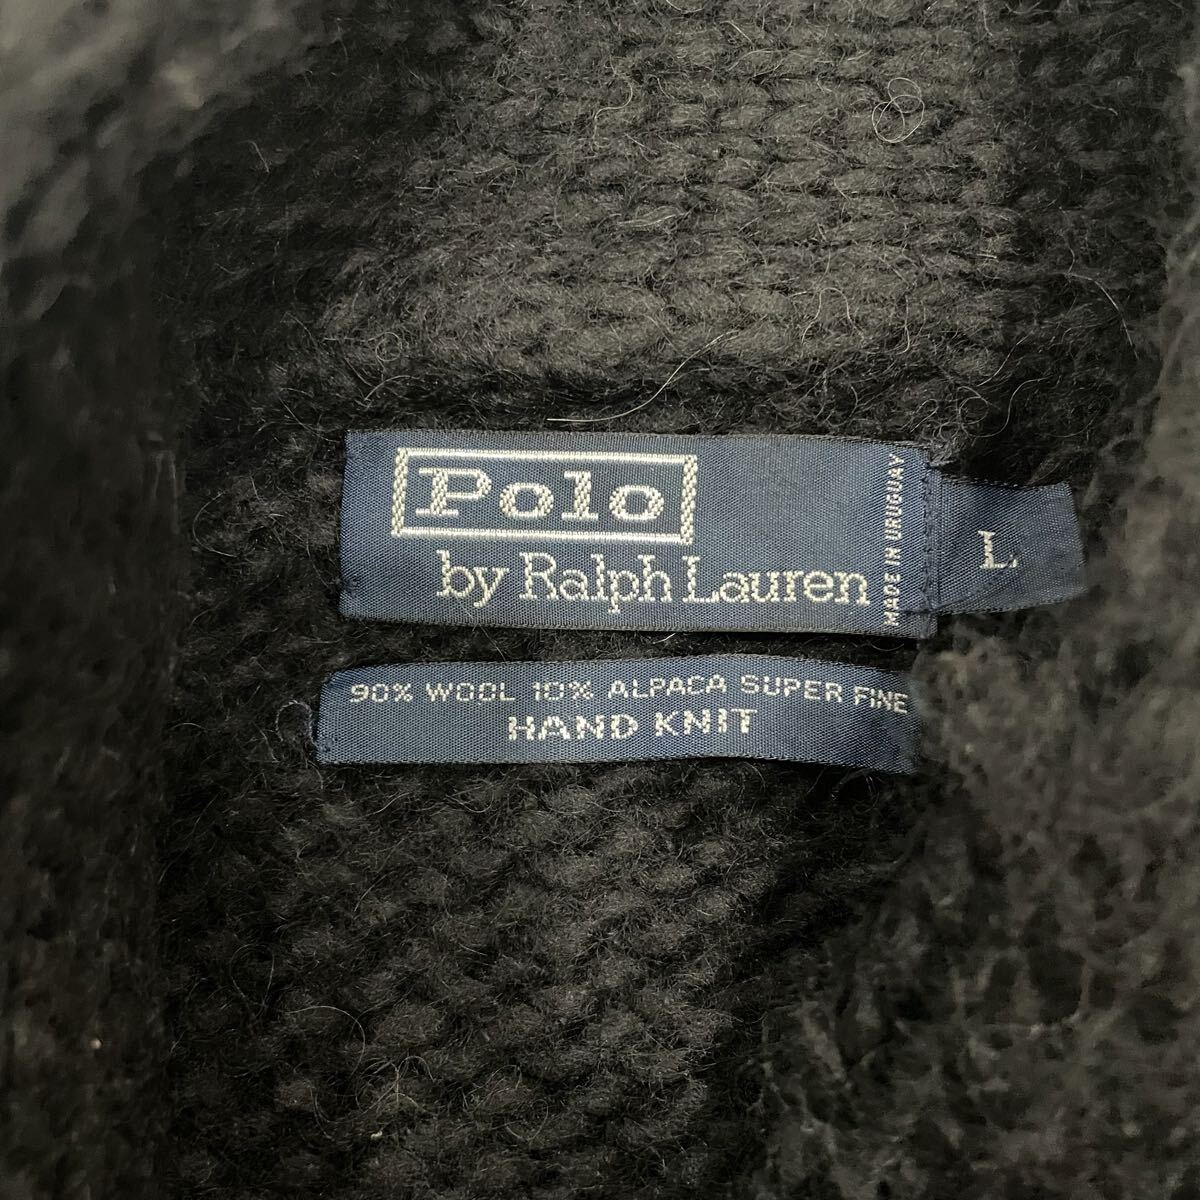 Polo
by Ralph Lauren
MADE IN URUGUAY
L
90% WOOL 10% ALPACA SUPER FINE
HAND KNIT